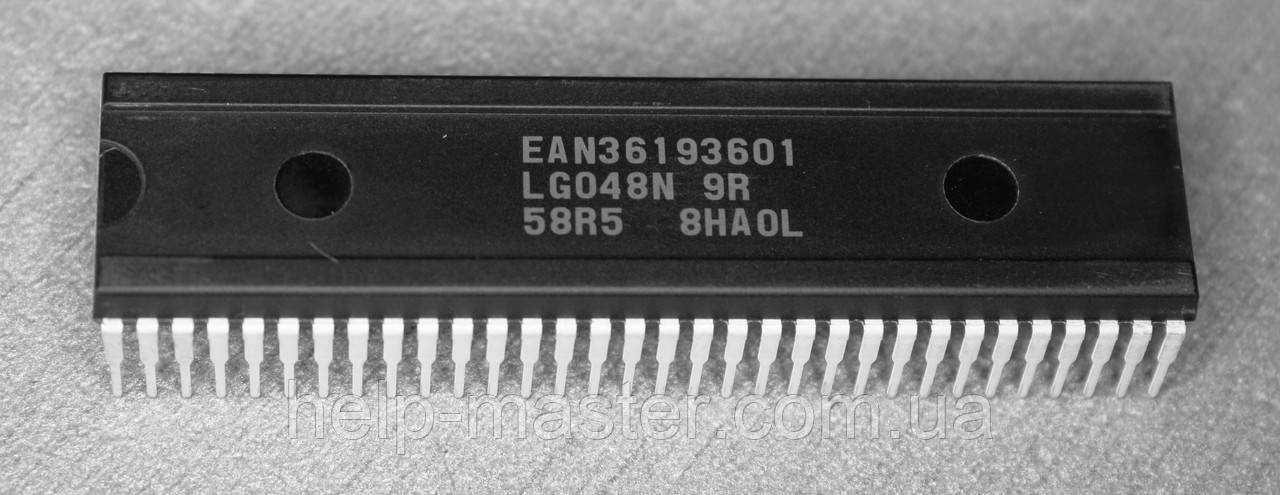 EAN36193601
LG048N 9R
58R5 8HA0L
help-master.com.ua